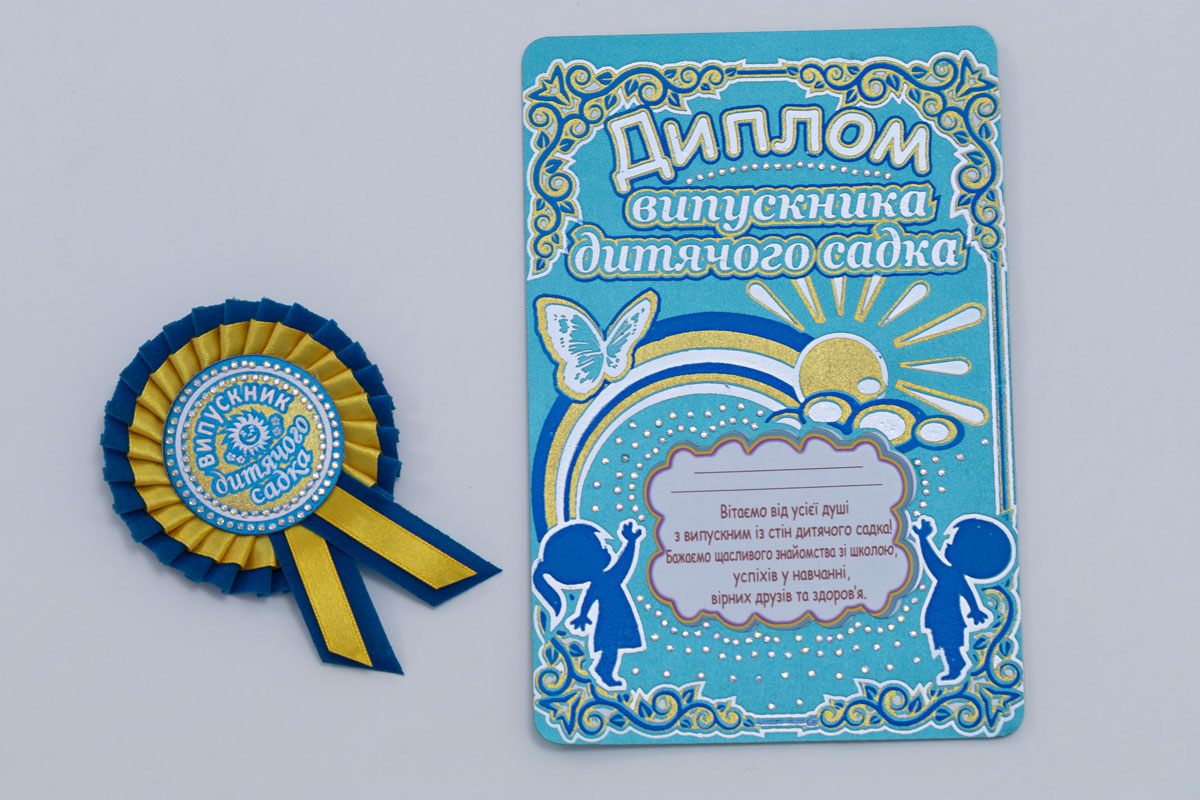 ВИПУСКНИК
дитячого
садка
Диплом
випускника
дитячого садка
Вітаємо від усієї душі
з випускним із стін дитячого садка!
Бажаємо щасливого знайомства зі школою,
успіхів у навчанні,
вірних друзів та здоров'я.